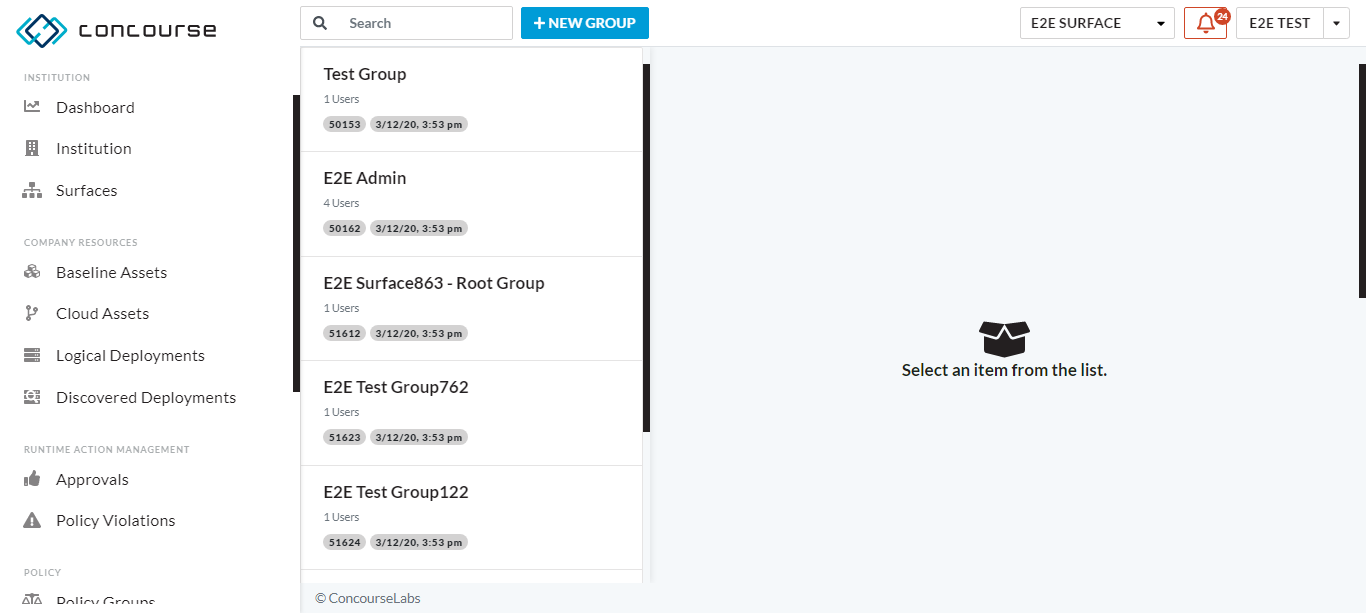 concourse
Search
NEW GROUP
E2E SURFACE
24
E2E TEST
INSTITUTION
Dashboard
Institution
Surfaces
COMPANY RESOURCES
Baseline Assets
Cloud Assets
Logical Deployments
Discovered Deployments
RUNTIME ACTION MANAGEMENT
Approvals
Policy Violations
POLICY
Policy Groups
Test Group
1 Users
50153 3/12/20, 3:53 pm
E2E Admin
4 Users
50162 3/12/20, 3:53 pm
E2E Surface863 - Root Group
1 Users
51612 3/12/20, 3:53 pm
E2E Test Group762
1 Users
51623 3/12/20, 3:53 pm
E2E Test Group122
1 Users
51624 3/12/20, 3:53 pm
Select an item from the list.
© ConcourseLabs